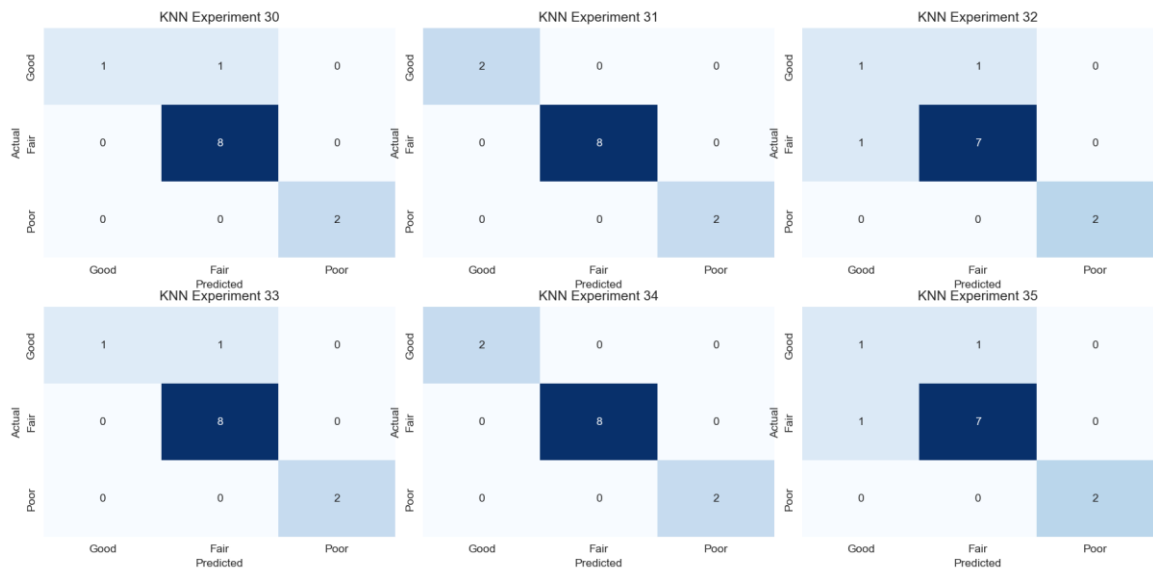 KNN Experiment 30
Good
1 1 0
Actual
Fair
0 8 0
Poor
0 0 2
Good Fair Poor
Predicted
KNN Experiment 31
Good
2 0 0
Actual
Fair
0 8 0
Poor
0 0 2
Good Fair Poor
Predicted
KNN Experiment 32
Good
1 1 0
Actual
Fair
1 7 0
Poor
0 0 2
Good Fair Poor
Predicted
KNN Experiment 33
Good
1 1 0
Actual
Fair
0 8 0
Poor
0 0 2
Good Fair Poor
Predicted
KNN Experiment 34
Good
2 0 0
Actual
Fair
0 8 0
Poor
0 0 2
Good Fair Poor
Predicted
KNN Experiment 35
Good
1 1 0
Actual
Fair
1 7 0
Poor
0 0 2
Good Fair Poor
Predicted